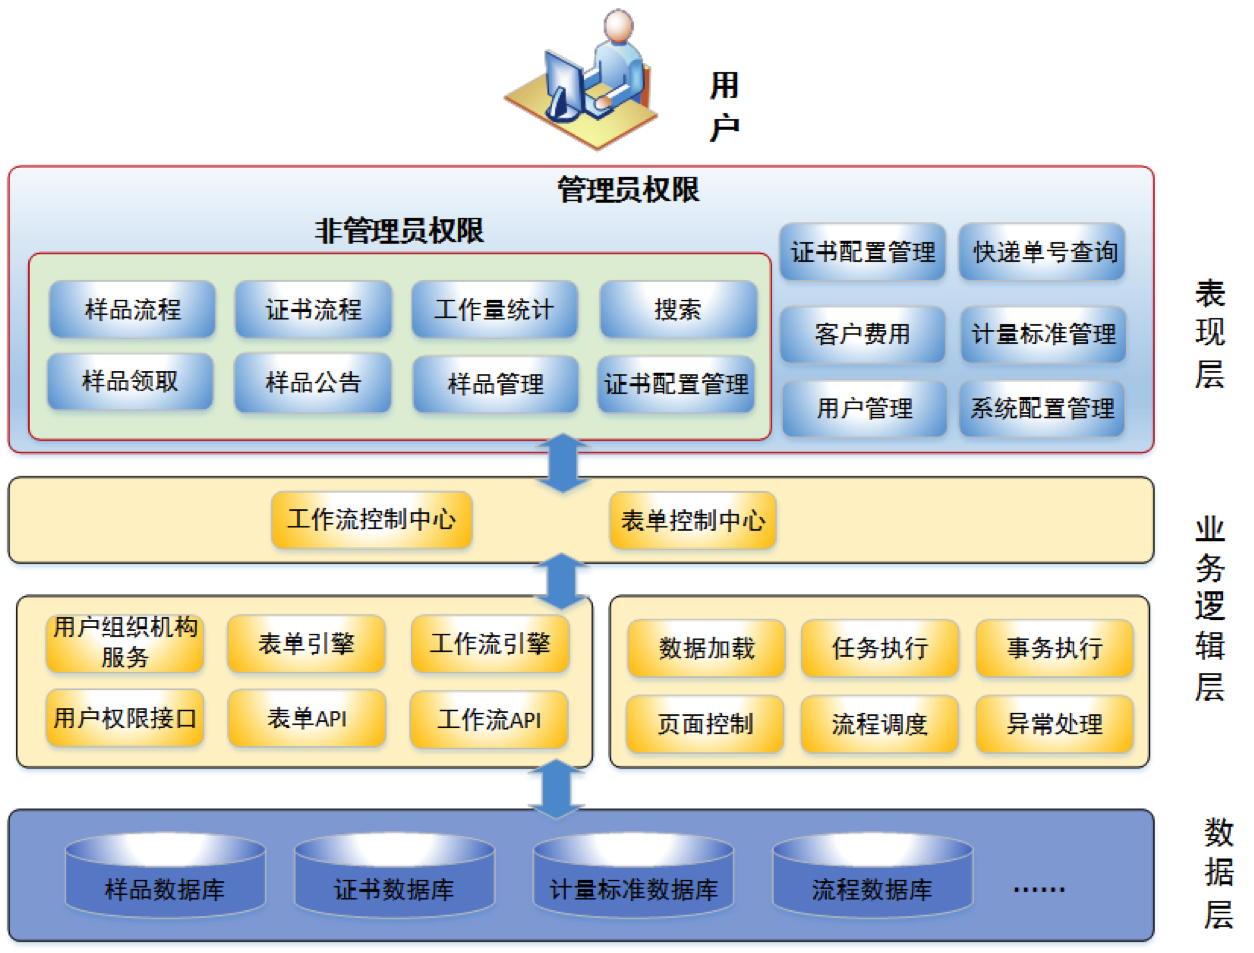 用
户
管理员权限
非管理员权限
证书配置管理
快递单号查询
样品流程
证书流程
工作量统计
搜索
客户费用
计量标准管理
样品领取
样品公告
样品管理
证书配置管理
用户管理
系统配置管理
表
现
层
工作流控制中心
表单控制中心
用户组织机构
服务
表单引擎
工作流引擎
用户权限接口
表单API
工作流API
数据加载
任务执行
事务执行
页面控制
流程调度
异常处理
业
务
逻
辑
层
样品数据库
证书数据库
计量标准数据库
流程数据库
······
数
据
层